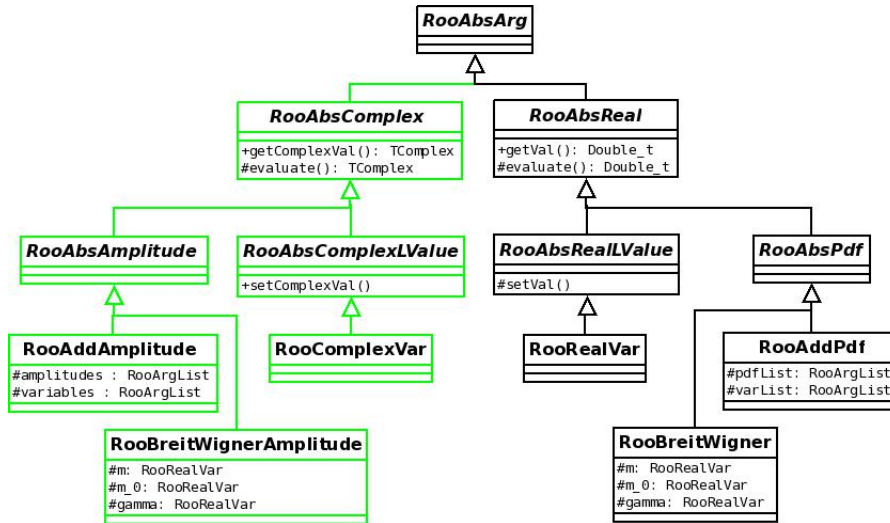 RooAbsArg
RooAbsComplex
+getComplexVal(): TComplex
#evaluate(): TComplex
RooAbsReal
+getVal(): Double_t
#evaluate(): Double_t
RooAbsAmplitude
RooAbsComplexLValue
+setComplexVal()
RooAbsRealLValue
#setVal()
RooAbsPdf
RooAddAmplitude
#amplitudes : RooArgList
#variables : RooArgList
RooComplexVar
RooRealVar
RooAddPdf
#pdfList: RooArgList
#varList: RooArgList
RooBreitWignerAmplitude
#m: RooRealVar
#m_0: RooRealVar
#gamma: RooRealVar
RooBreitWigner
#m: RooRealVar
#m_0: RooRealVar
#gamma: RooRealVar